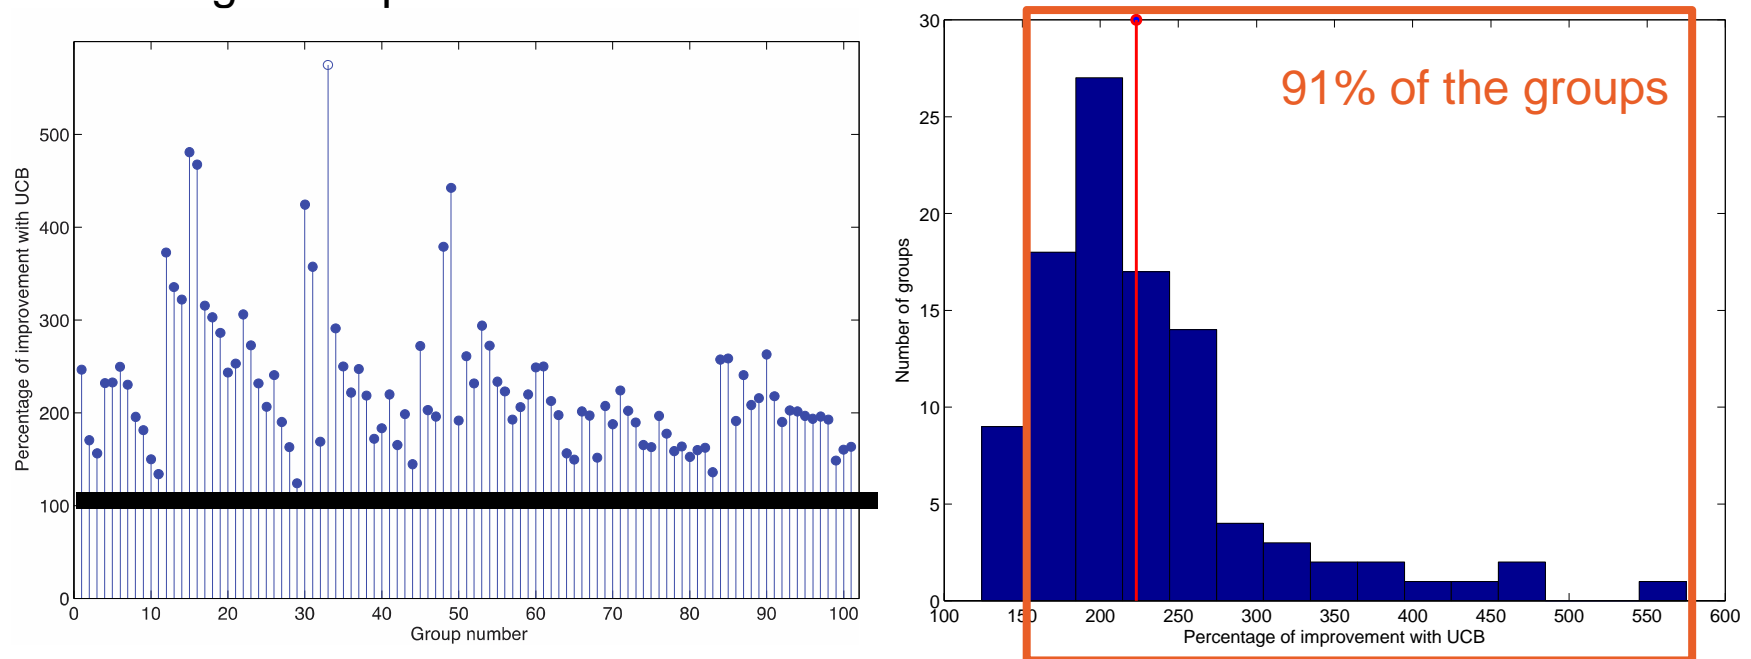 500
400
300
200
100
0
0 10 20 30 40 50 60 70 80 90 100
Group number
Percentage of improvement with UCB
91% of the groups
30
25
20
15
10
5
0
100 150 200 250 300 350 400 450 500 550 600
Percentage of improvement with UCB
Number of groups